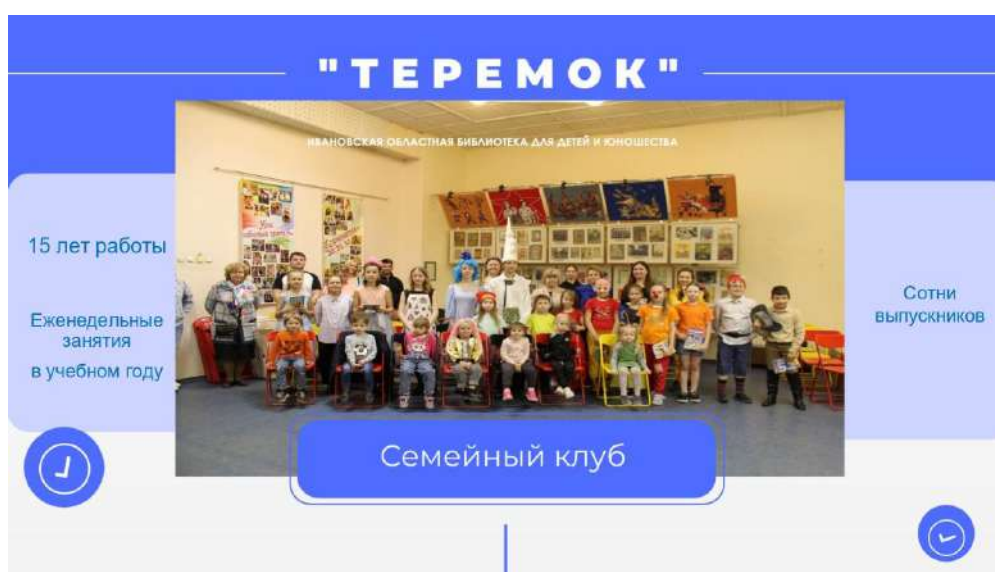 "ТЕРЕМОК"
ИВАНОВСКАЯ ОБЛАСТНАЯ БИБЛИОТЕКА ДЛЯ ДЕТЕЙ И ЮНОШЕСТВА
15 лет работы
Еженедельные
занятия
в учебном году
Сотни
выпускников
Семейный клуб